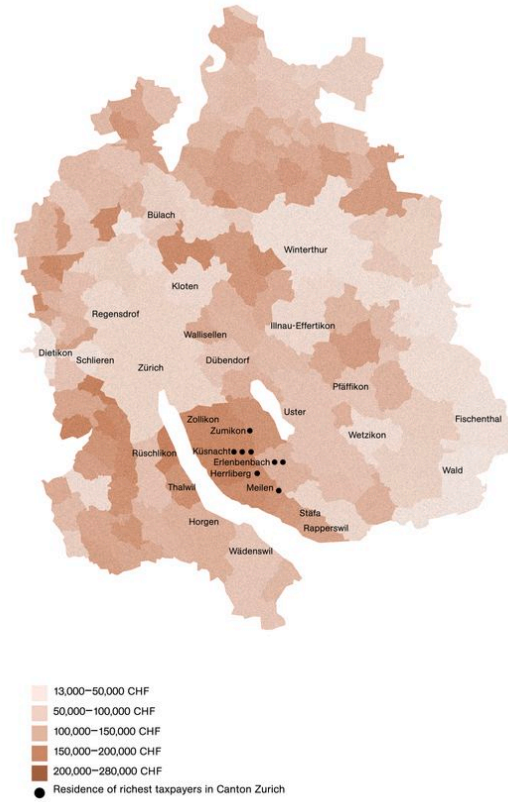 Bülach
Winterthur
Kloten
Regensdrof
Illnau-Effertikon
Wallisellen
Dietikon
Schlieren
Dübendorf
Zürich
Pfäffikon
Uster
Zollikon
Fischenthal
Zumikon
Wetzikon
Rüschlikon
Küsnacht
Erlenbenbach
Wald
Herrliberg
Thalwil
Meilen
Stäfa
Horgen
Rapperswil
Wädenswil
13,000–50,000 CHF
50,000–100,000 CHF
100,000–150,000 CHF
150,000–200,000 CHF
200,000–280,000 CHF
Residence of richest taxpayers in Canton Zurich